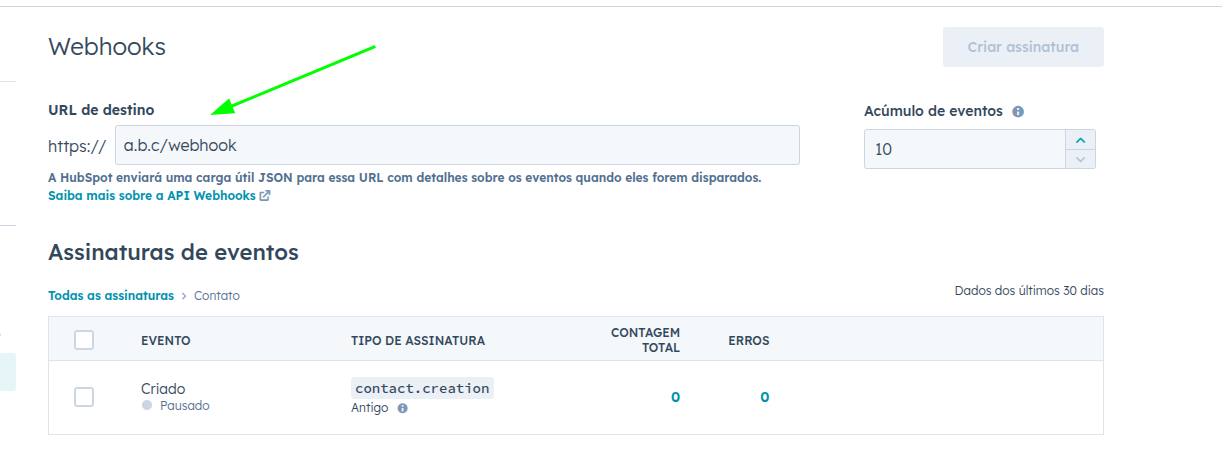 Webhooks
Criar assinatura
URL de destino
https://
a.b.c/webhook
A HubSpot enviará uma carga útil JSON para essa URL com detalhes sobre os eventos quando eles forem disparados.
Saiba mais sobre a API Webhooks
Acúmulo de eventos
10
Assinaturas de eventos
Todas as assinaturas > Contato
Dados dos últimos 30 dias
EVENTO
TIPO DE ASSINATURA
CONTAGEM
TOTAL
ERROS
Criado
Pausado
contact.creation
Antigo
0
0